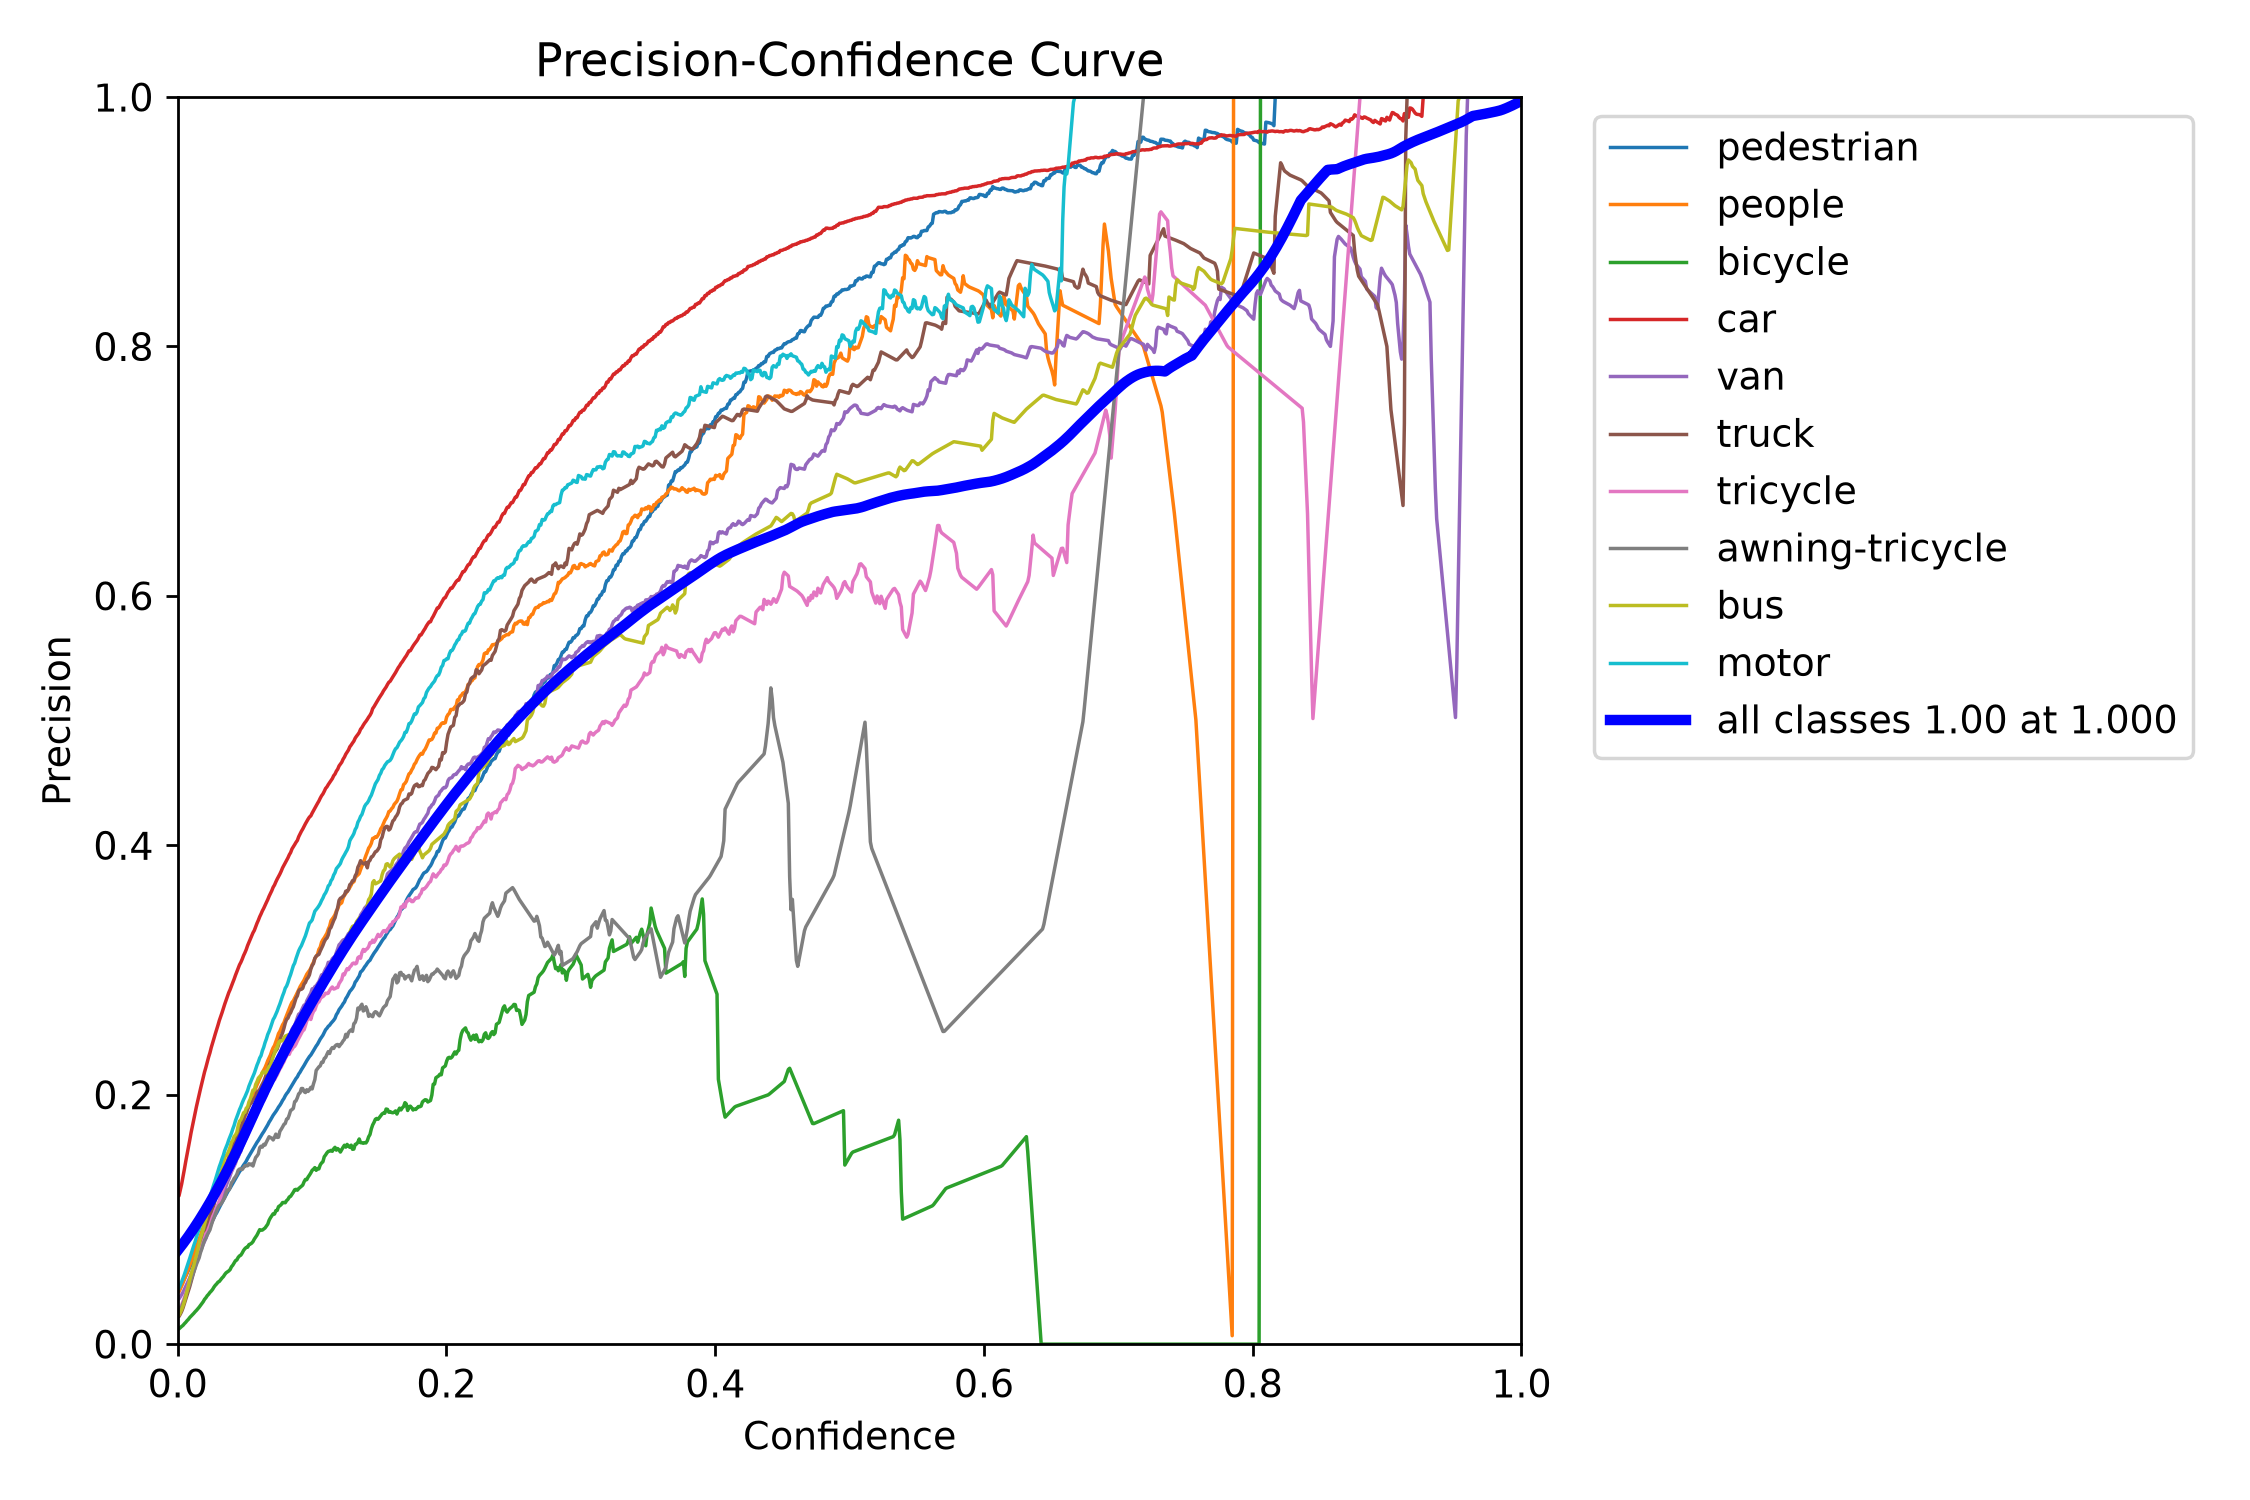 Precision-Confidence Curve
1.0
0.8
0.6
0.4
0.2
0.0
Precision
0.0 0.2 0.4 0.6 0.8 1.0
Confidence
pedestrian
people
bicycle
car
van
truck
tricycle
awning-tricycle
bus
motor
all classes 1.00 at 1.000